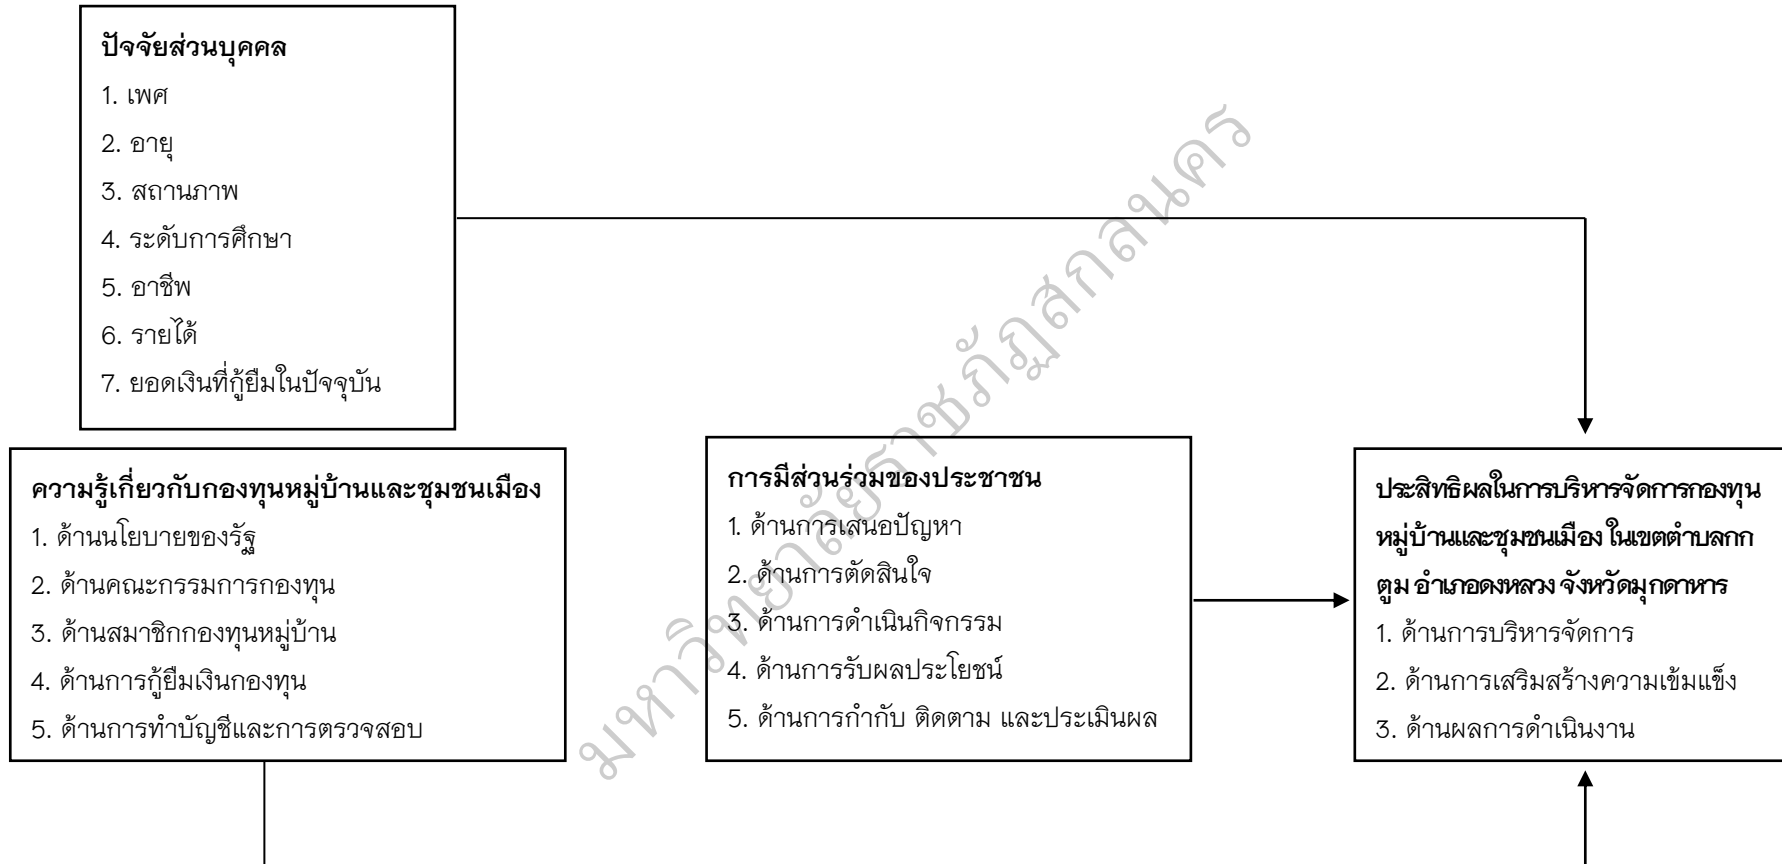 ปัจจัยส่วนบุคคล
1. เพศ
2. อายุ
3. สถานภาพ
4. ระดับการศึกษา
5. อาชีพ
6. รายได้
7. ยอดเงินที่กู้ยืมในปัจจุบัน
ความรู้เกี่ยวกับกองทุนหมู่บ้านและชุมชนเมือง
1. ด้านนโยบายของรัฐ
2. ด้านคณะกรรมการกองทุน
3. ด้านสมาชิกกองทุนหมู่บ้าน
4. ด้านการกู้ยืมเงินกองทุน
5. ด้านการทำบัญชีและการตรวจสอบ
การมีส่วนร่วมของประชาชน
1. ด้านการเสนอปัญหา
2. ด้านการตัดสินใจ
3. ด้านการดำเนินกิจกรรม
4. ด้านการรับผลประโยชน์
5. ด้านการกำกับ ติดตาม และประเมินผล
ประสิทธิผลในการบริหารจัดการกองทุน
หมู่บ้านและชุมชนเมือง ในเขตตำบลกก
ตูม อำเภอดงหลวง จังหวัดมุกดาหาร
1. ด้านการบริหารจัดการ
2. ด้านการเสริมสร้างความเข้มแข็ง
3. ด้านผลการดำเนินงาน
มหาวิทยาลัยราชภัฏสกลนคร